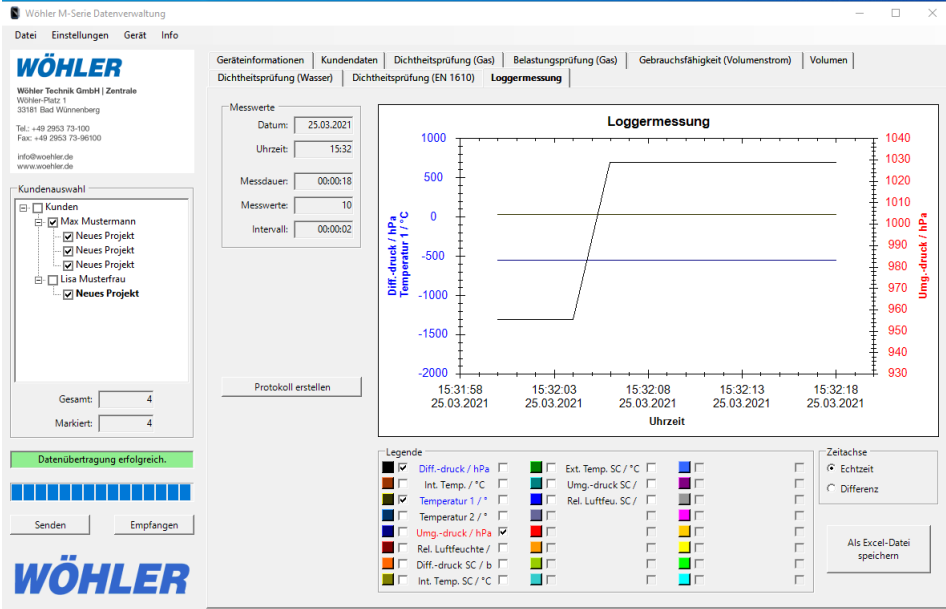 Wöhler M-Serie Datenverwaltung
Datei Einstellungen Gerät Info
WÖHLER
Wöhler Technik GmbH | Zentrale
Wöhler-Platz 1
33181 Bad Wünnenberg
Tel.: +49 2953 73-100
Fax: +49 2953 73-96100
info@woehler.de
www.woehler.de
Kundenauswahl
Kunden
Max Mustermann
Neues Projekt
Neues Projekt
Neues Projekt
Lisa Musterfrau
Neues Projekt
Gesamt: 4
Markiert: 4
Datenübertragung erfolgreich.
Senden Empfangen
WÖHLER
Geräteinformationen Kundendaten Dichtheitsprüfung (Gas) Belastungsprüfung (Gas) Gebrauchsfähigkeit (Volumenstrom) Volumen
Dichtheitsprüfung (Wasser) Dichtheitsprüfung (EN 1610) Loggermessung
Messwerte
Datum: 25.03.2021
Uhrzeit: 15:32
Messdauer: 00:00:18
Messwerte: 10
Intervall: 00:00:02
Protokoll erstellen
Loggermessung
Diff.-druck / hPa
Temperatur 1 / °C
1000
500
0
-500
-1000
-1500
-2000
1040
1030
1020
1010
1000
990
980
970
960
950
940
930
Umg.-druck / hPa
15:31:58 15:32:03 15:32:08 15:32:13 15:32:18
25.03.2021 25.03.2021 25.03.2021 25.03.2021 25.03.2021
Uhrzeit
Legende
Diff.-druck / hPa Ext. Temp. SC / °C
Int. Temp. / °C Umg.-druck SC /
Temperatur 1 / ° Rel. Luftfeu. SC /
Temperatur 2 / °
Umg.-druck / hPa
Rel. Luftfeuchte /
Diff.-druck SC / b
Int. Temp. SC / °C
Zeitachse
Echtzeit
Differenz
Als Excel-Datei
speichern